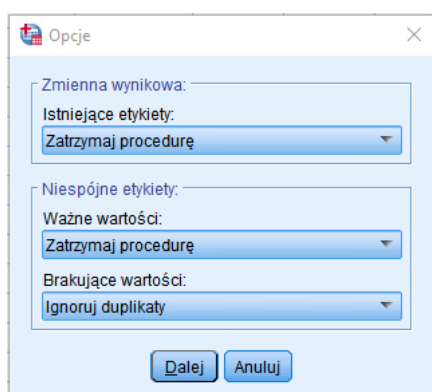 Opcje
Zmienna wynikowa:
Istniejące etykiety:
Zatrzymaj procedurę
Niespójne etykiety:
Ważne wartości:
Zatrzymaj procedurę
Brakujące wartości:
Ignoruj duplikaty
Dalej Anuluj